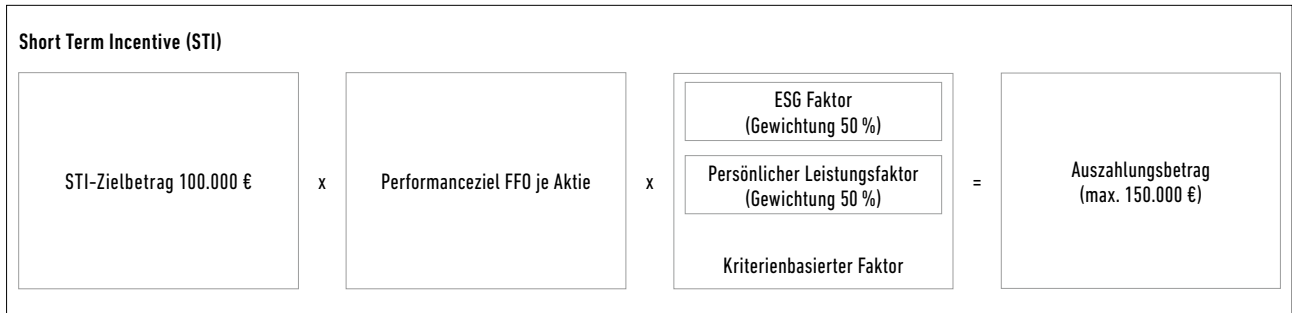 Short Term Incentive (STI)
STI-Zielbetrag 100.000 €
x
Performanceziel FFO je Aktie
x
ESG Faktor
(Gewichtung 50 %)
Persönlicher Leistungsfaktor
(Gewichtung 50 %)
Kriterienbasierter Faktor
=
Auszahlungsbetrag
(max. 150.000 €)